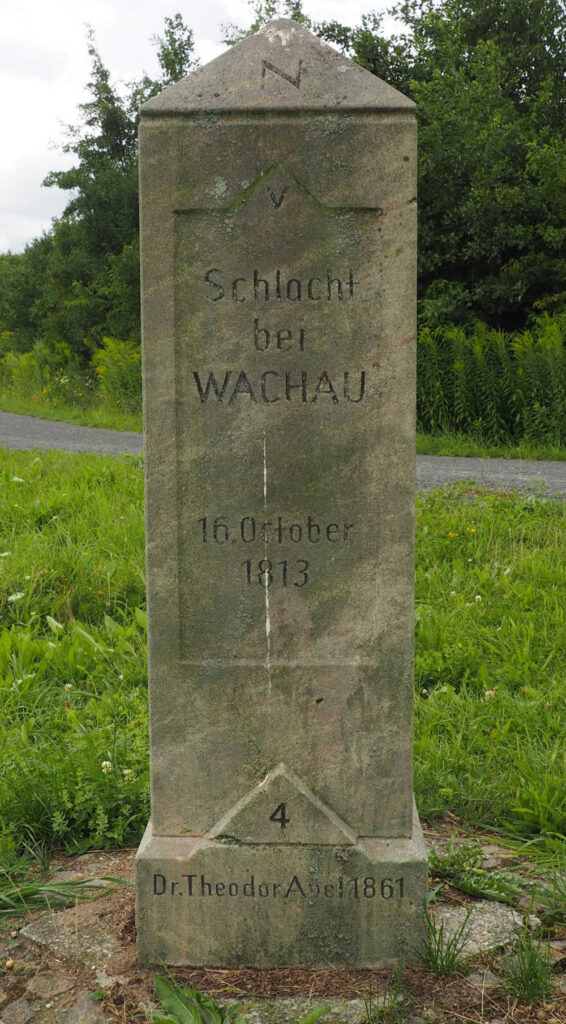 N
V
Schlacht
bei
WACHAU
16.October
1813
4
Dr.Theodor Apel 1861